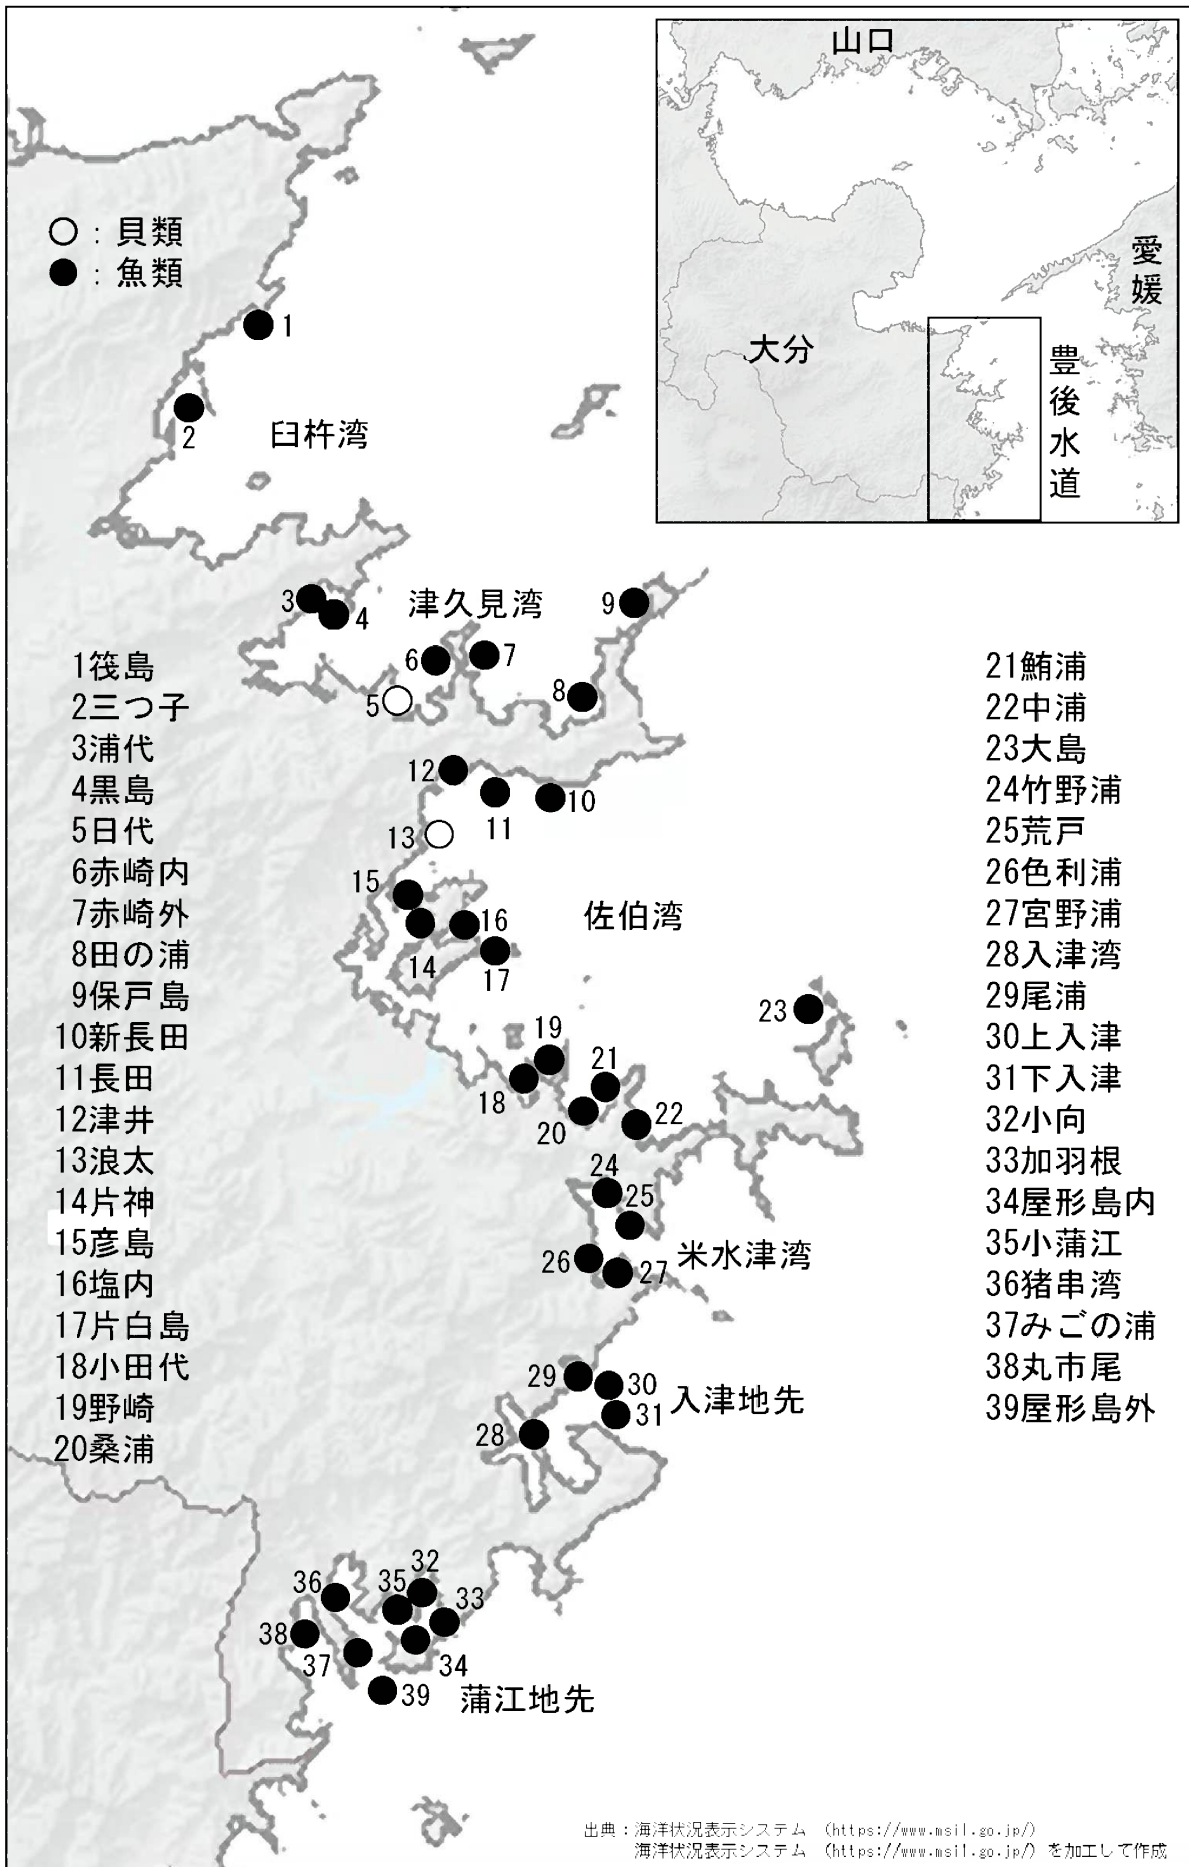 山口
愛媛
大分
豊後水道
○：貝類
●：魚類
1
2
臼杵湾
3
4
津久見湾
9
6
7
5
8
12
11
10
13
15
14
16
17
佐伯湾
23
19
18
21
20
22
24
25
26
27
米水津湾
29
30
31
28
入津地先
36
35
32
33
38
37
34
39
蒲江地先
1筏島
2三つ子
3浦代
4黒島
5日代
6赤崎内
7赤崎外
8田の浦
9保戸島
10新長田
11長田
12津井
13浪太
14片神
15彦島
16塩内
17片白島
18小田代
19野崎
20桑浦
21鮪浦
22中浦
23大島
24竹野浦
25荒戸
26色利浦
27宮野浦
28入津湾
29尾浦
30上入津
31下入津
32小向
33加羽根
34屋形島内
35小蒲江
36猪串湾
37みごの浦
38丸市尾
39屋形島外
出典：海洋状況表示システム （https://www.msil.go.jp/）
海洋状況表示システム （https://www.msil.go.jp/）を加工して作成